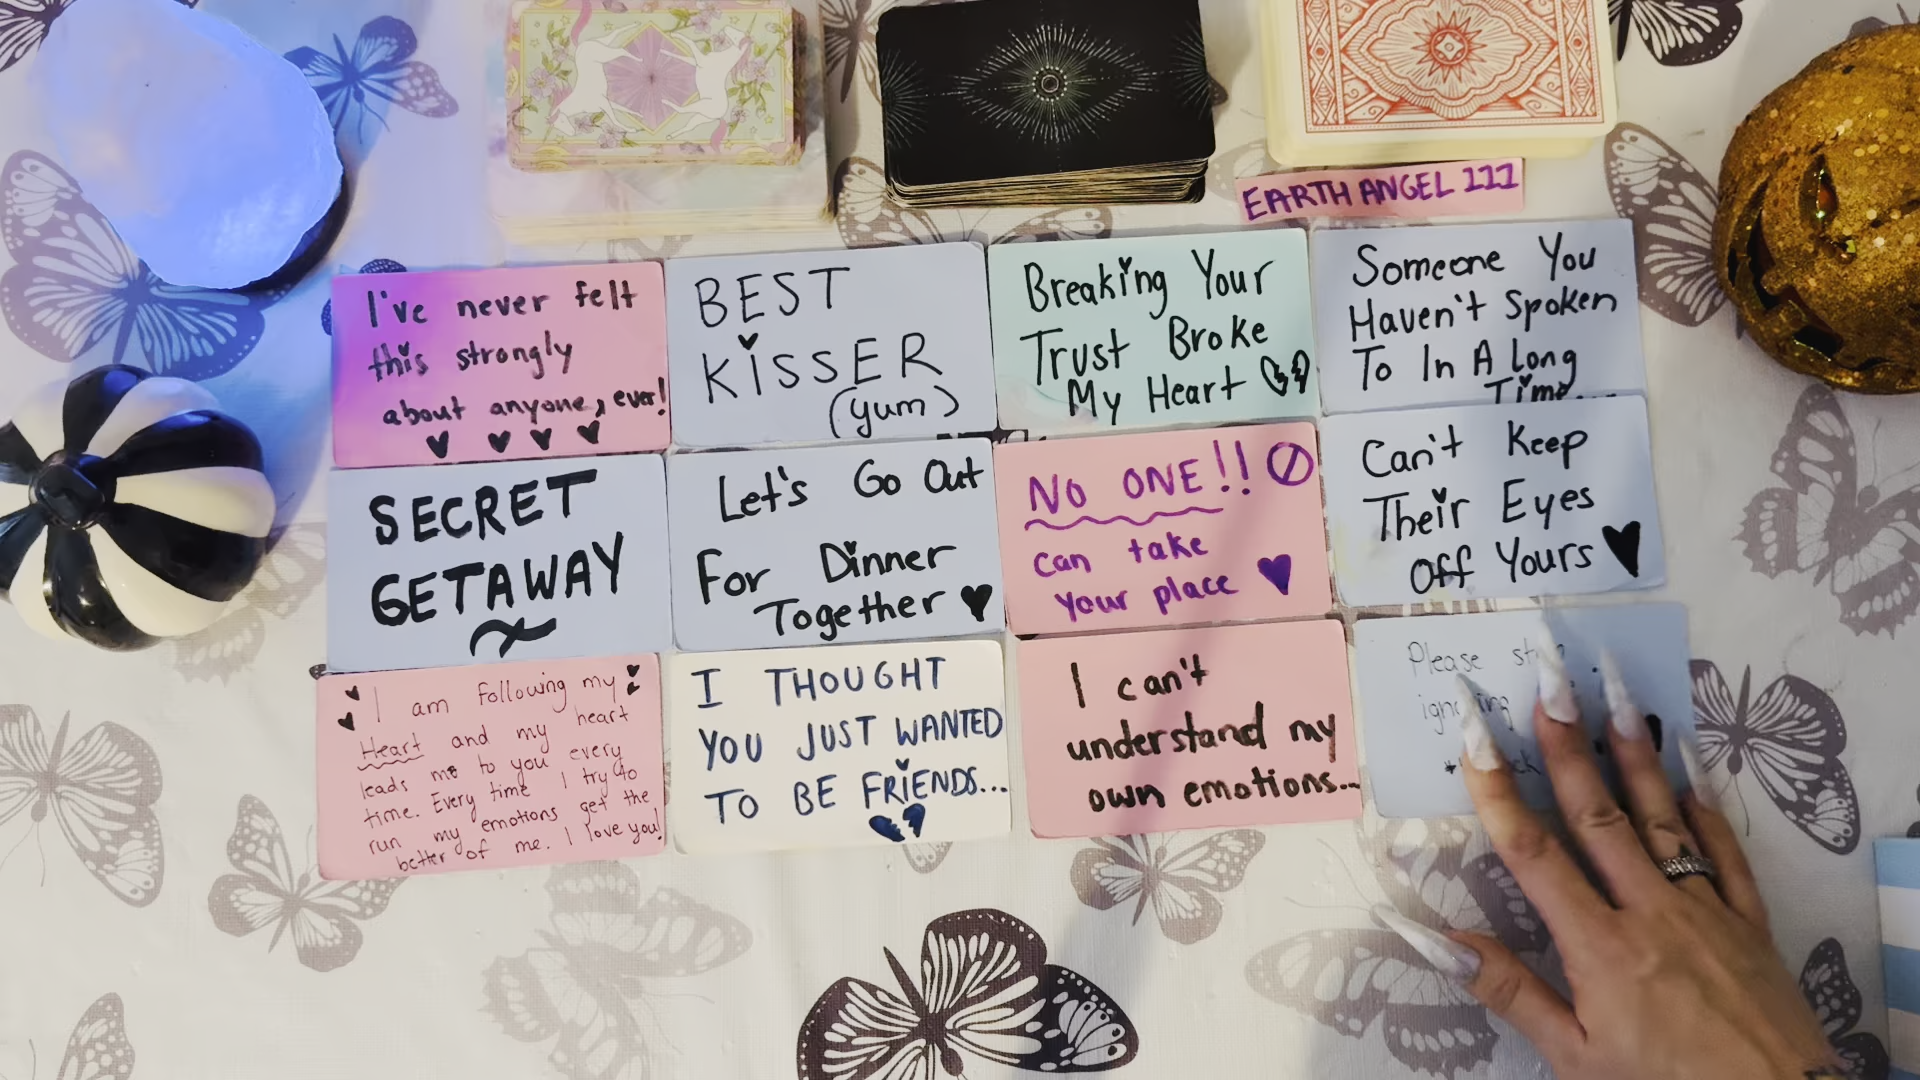 EARTH ANGEL 111
I've never felt
this strongly
about anyone, ever!
BEST
KISSER
(yum)
Breaking Your
Trust Broke
My Heart
Someone You
Haven't Spoken
To In A Long
Time...
SECRET
GETAWAY
Let's Go Out
For Dinner
Together
No ONE!!
can take
your place
Can't Keep
Their Eyes
Off Yours
I am following my
Heart and my heart
leads me to you every
time. Every time I try to
run my emotions get the
better of me. I love you!
I THOUGHT
YOU JUST WANTED
TO BE FRIENDS...
I can't
understand my
own emotions...
Please